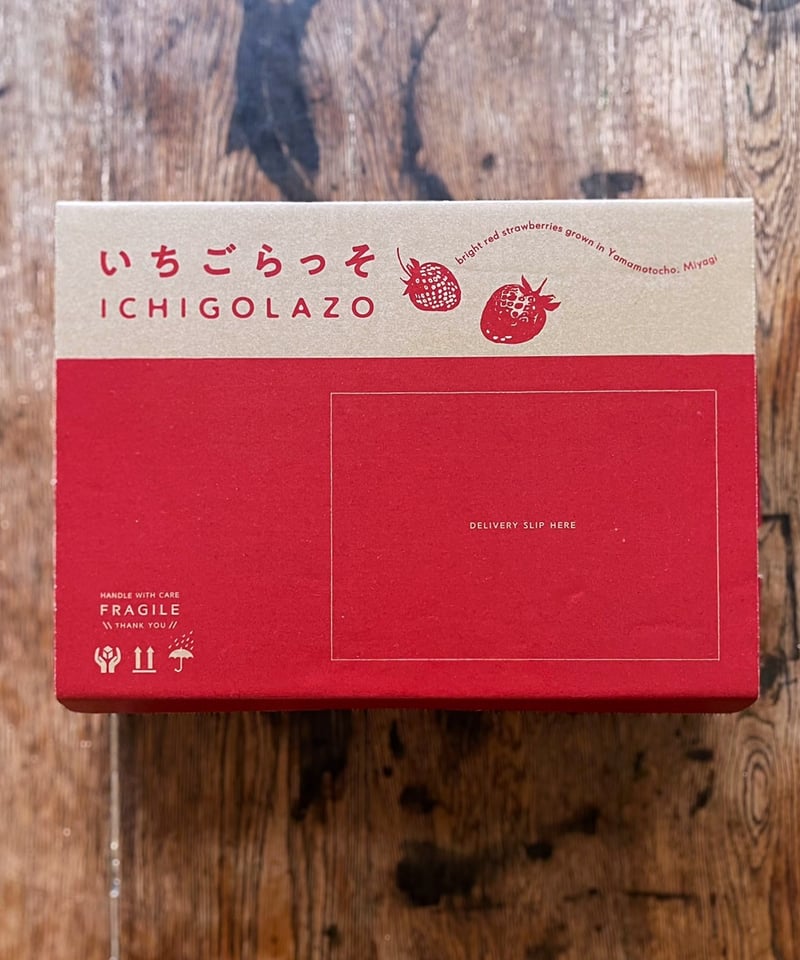 いちごらっそ
ICHIGOLAZO
bright red strawberries grown in Yamamotocho, Miyagi
DELIVERY SLIP HERE
HANDLE WITH CARE
FRAGILE
\\ THANK YOU //